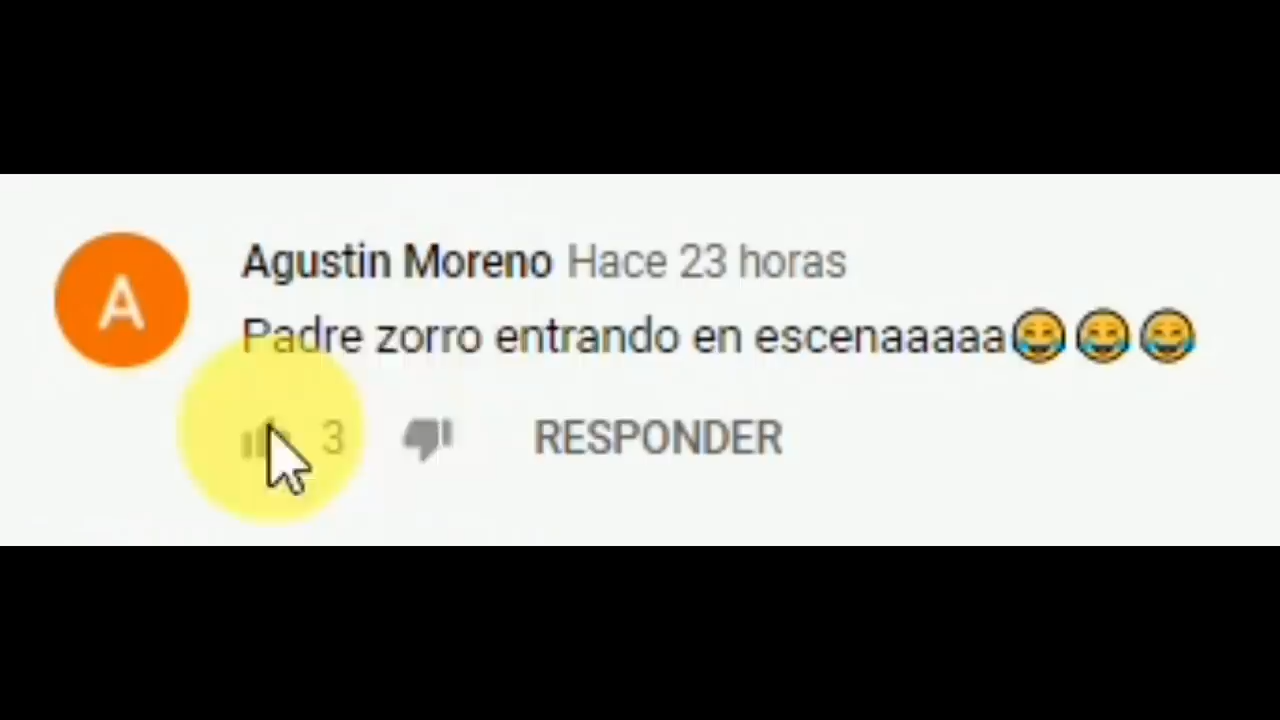 A
Agustin Moreno Hace 23 horas
Padre zorro entrando en escenaaaaa😂😂😂
3 RESPONDER